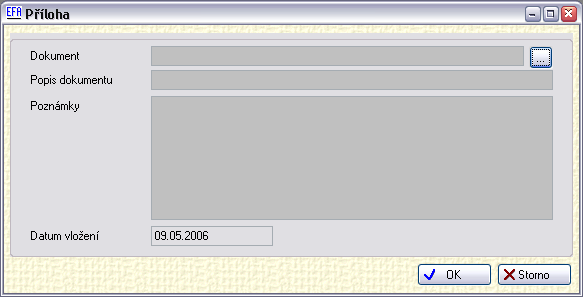 EFA Příloha
Dokument ...
Popis dokumentu
Poznámky
Datum vložení 09.05.2006
OK Storno